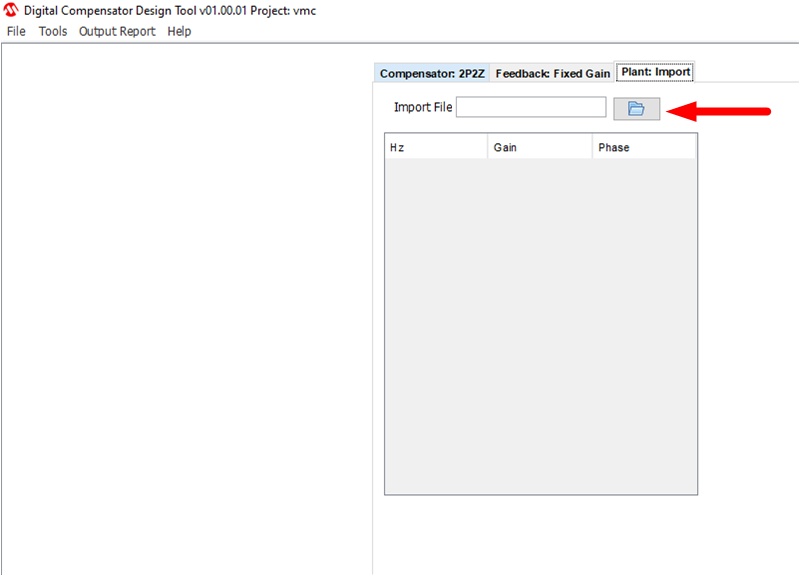 Digital Compensator Design Tool v01.00.01 Project: vmc
File Tools Output Report Help
Compensator: 2P2Z Feedback: Fixed Gain Plant: Import
Import File
Hz Gain Phase